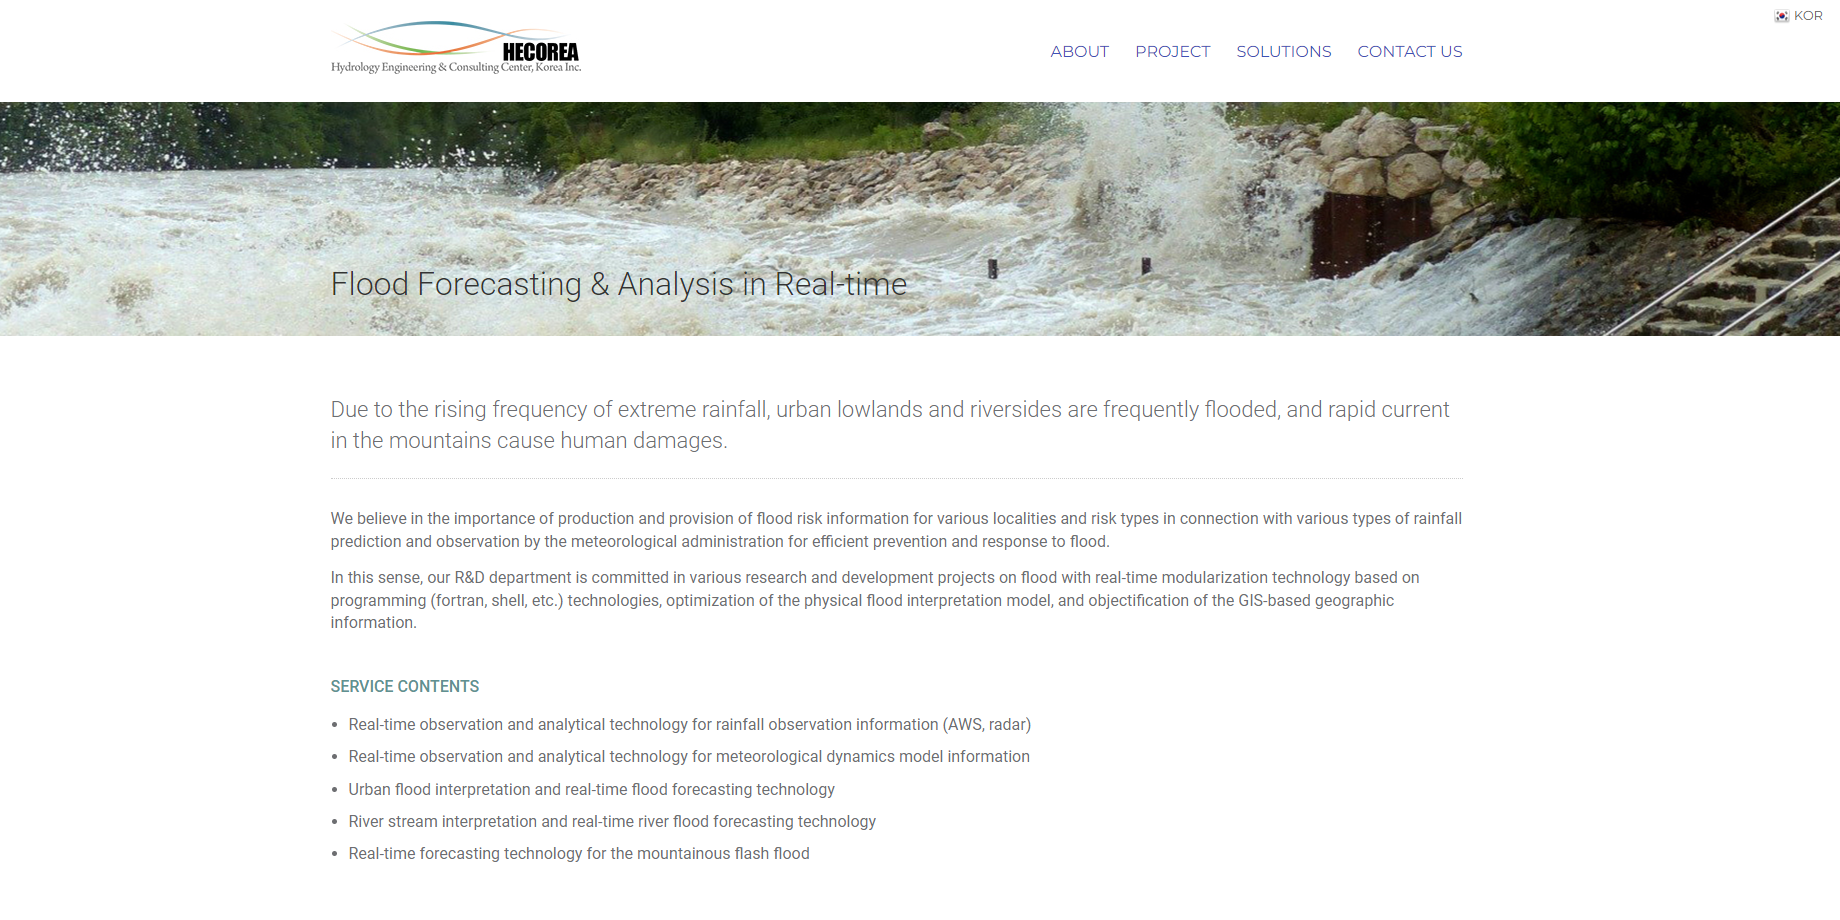 KOR
HECOREA
Hydrology Engineering & Consulting Center, Korea Inc.
ABOUT PROJECT SOLUTIONS CONTACT US
Flood Forecasting & Analysis in Real-time
Due to the rising frequency of extreme rainfall, urban lowlands and riversides are frequently flooded, and rapid current
in the mountains cause human damages.
We believe in the importance of production and provision of flood risk information for various localities and risk types in connection with various types of rainfall
prediction and observation by the meteorological administration for efficient prevention and response to flood.
In this sense, our R&D department is committed in various research and development projects on flood with real-time modularization technology based on
programming (fortran, shell, etc.) technologies, optimization of the physical flood interpretation model, and objectification of the GIS-based geographic
information.
SERVICE CONTENTS
• Real-time observation and analytical technology for rainfall observation information (AWS, radar)
• Real-time observation and analytical technology for meteorological dynamics model information
• Urban flood interpretation and real-time flood forecasting technology
• River stream interpretation and real-time river flood forecasting technology
• Real-time forecasting technology for the mountainous flash flood